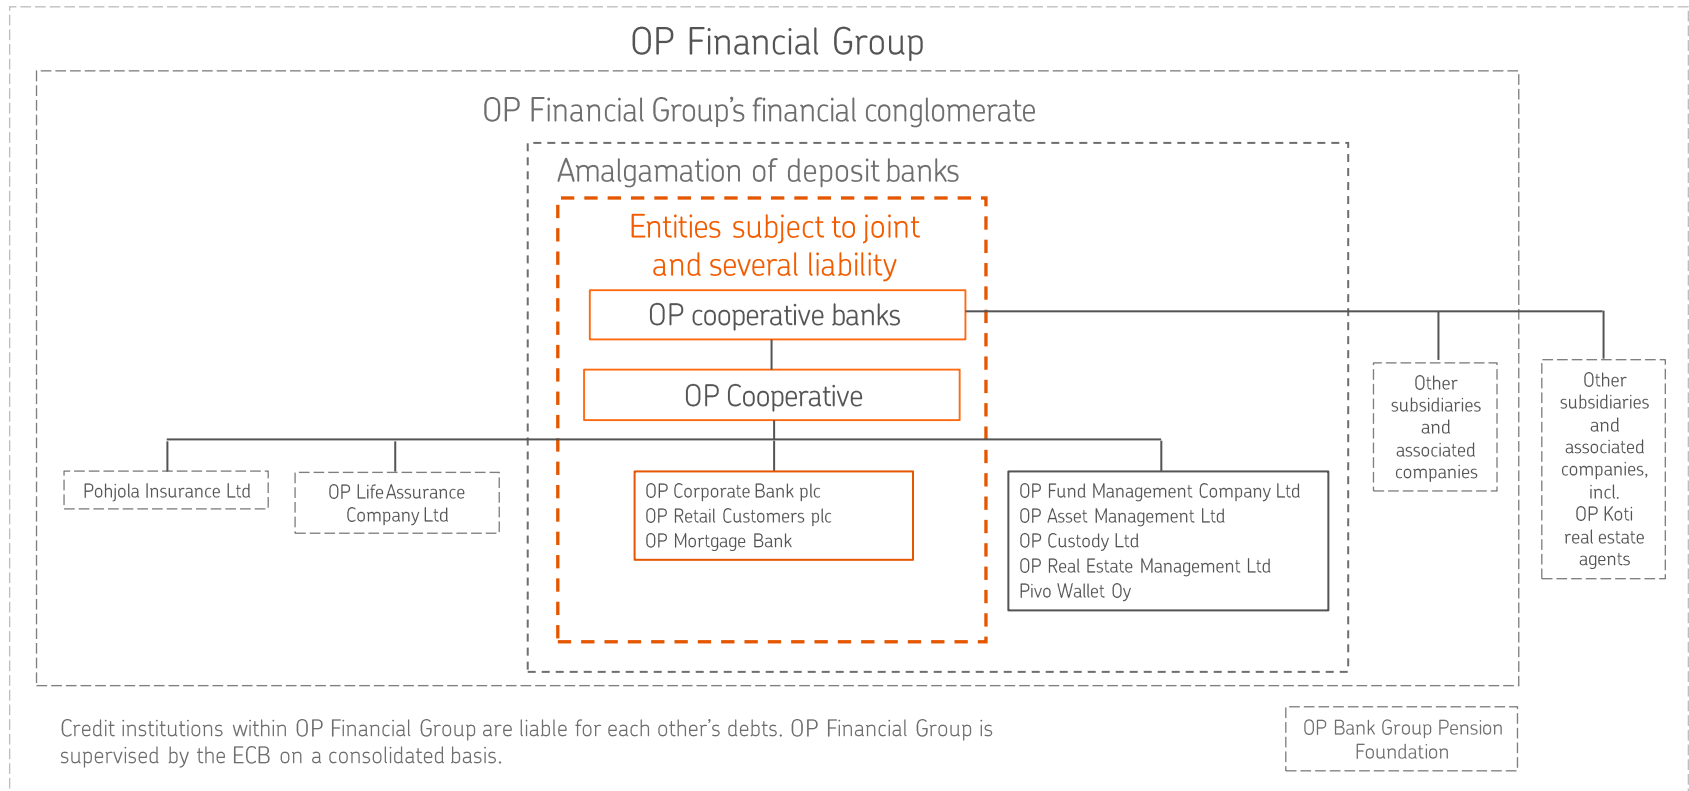 OP Financial Group
OP Financial Group's financial conglomerate
Amalgamation of deposit banks
Entities subject to joint
and several liability
OP cooperative banks
OP Cooperative
Pohjola Insurance Ltd
OP Life Assurance
Company Ltd
OP Corporate Bank plc
OP Retail Customers plc
OP Mortgage Bank
OP Fund Management Company Ltd
OP Asset Management Ltd
OP Custody Ltd
OP Real Estate Management Ltd
Pivo Wallet Oy
Other
subsidiaries
and
associated
companies
Other
subsidiaries
and
associated
companies,
incl.
OP Koti
real estate
agents
Credit institutions within OP Financial Group are liable for each other's debts. OP Financial Group is
supervised by the ECB on a consolidated basis.
OP Bank Group Pension
Foundation